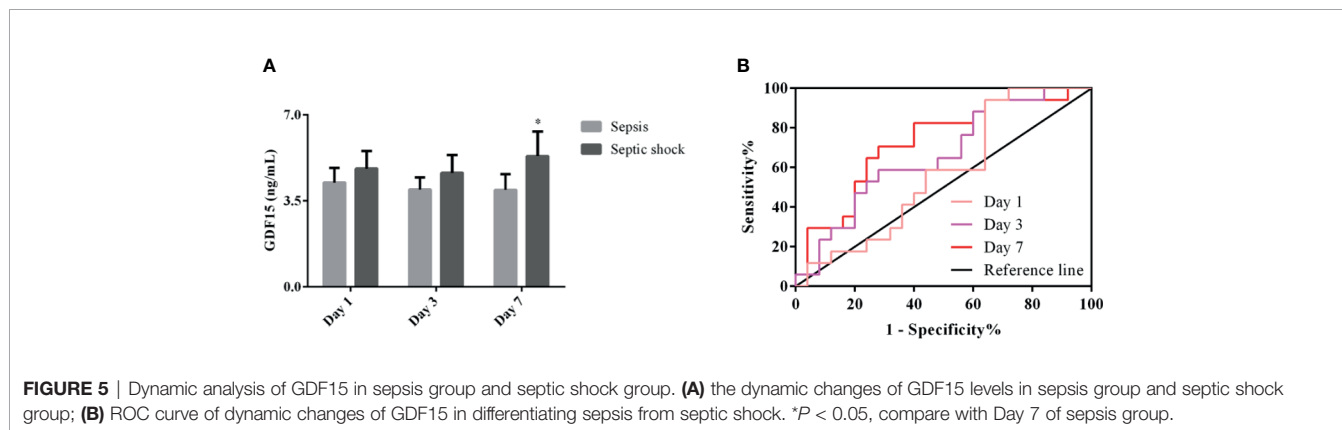 A
7.0
3.5
0.0
GDF15 (ng/mL)
*
Sepsis
Septic shock
Day 1
Day 3
Day 7
B
100
80
60
40
20
0
Sensitivity%
Day 1
Day 3
Day 7
Reference line
0
20
40
60
80
100
1 - Specificity%
FIGURE 5 | Dynamic analysis of GDF15 in sepsis group and septic shock group. (A) the dynamic changes of GDF15 levels in sepsis group and septic shock
group; (B) ROC curve of dynamic changes of GDF15 in differentiating sepsis from septic shock. *P < 0.05, compare with Day 7 of sepsis group.